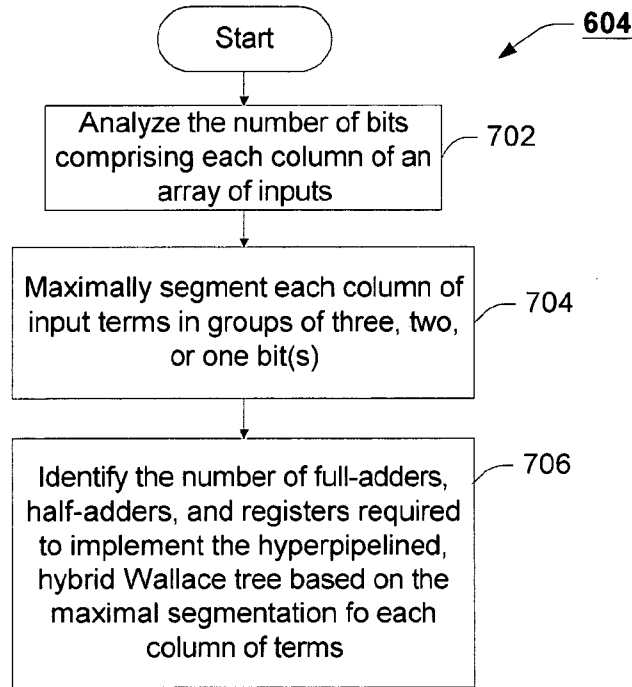 Start
604
Analyze the number of bits
comprising each column of an
array of inputs
702
Maximally segment each column of
input terms in groups of three, two,
or one bit(s)
704
Identify the number of full-adders,
half-adders, and registers required
to implement the hyperpipelined,
hybrid Wallace tree based on the
maximal segmentation fo each
column of terms
706